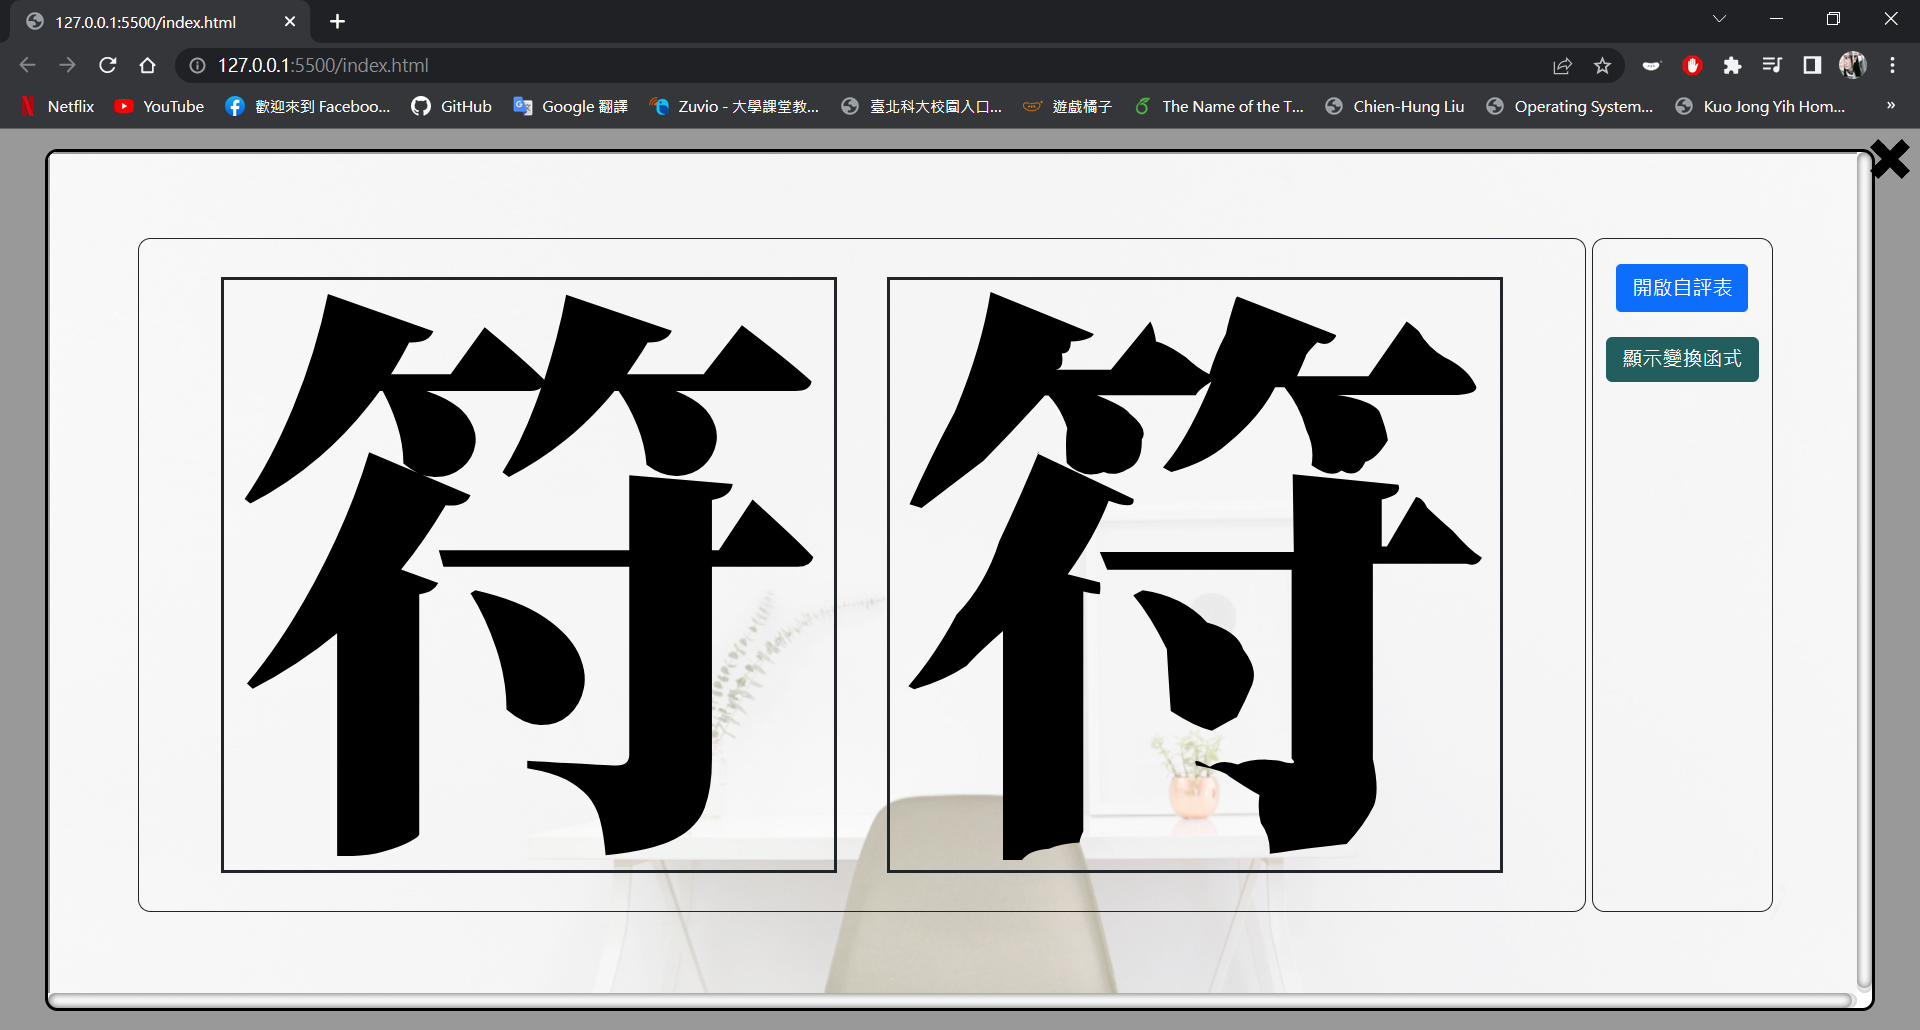 127.0.0.1:5500/index.html
127.0.0.1:5500/index.html
Netflix YouTube 歡迎來到 Faceboo... GitHub Google 翻譯 Zuvio - 大學課堂教... 臺北科大校園入口... 遊戲橘子 The Name of the T... Chien-Hung Liu Operating System... Kuo Jong Yih Hom... »
符 符
開啟自評表
顯示變換函式